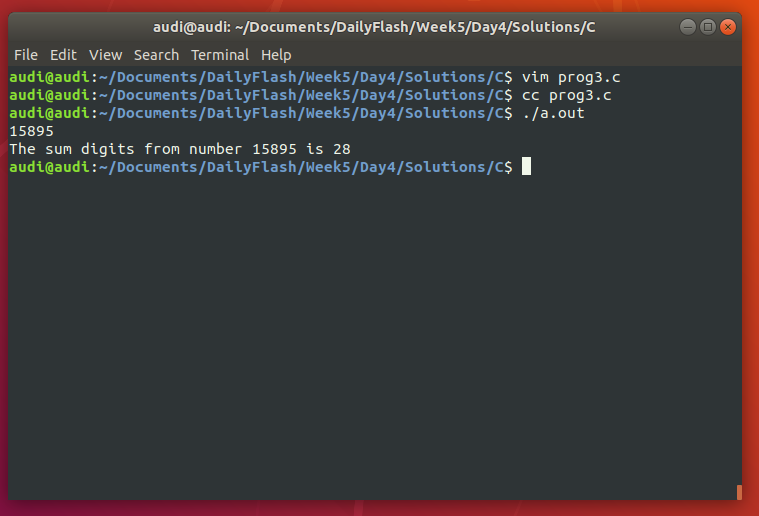 audi@audi: ~/Documents/DailyFlash/Week5/Day4/Solutions/C
File Edit View Search Terminal Help
audi@audi:~/Documents/DailyFlash/Week5/Day4/Solutions/C$ vim prog3.c
audi@audi:~/Documents/DailyFlash/Week5/Day4/Solutions/C$ cc prog3.c
audi@audi:~/Documents/DailyFlash/Week5/Day4/Solutions/C$ ./a.out
15895
The sum digits from number 15895 is 28
audi@audi:~/Documents/DailyFlash/Week5/Day4/Solutions/C$